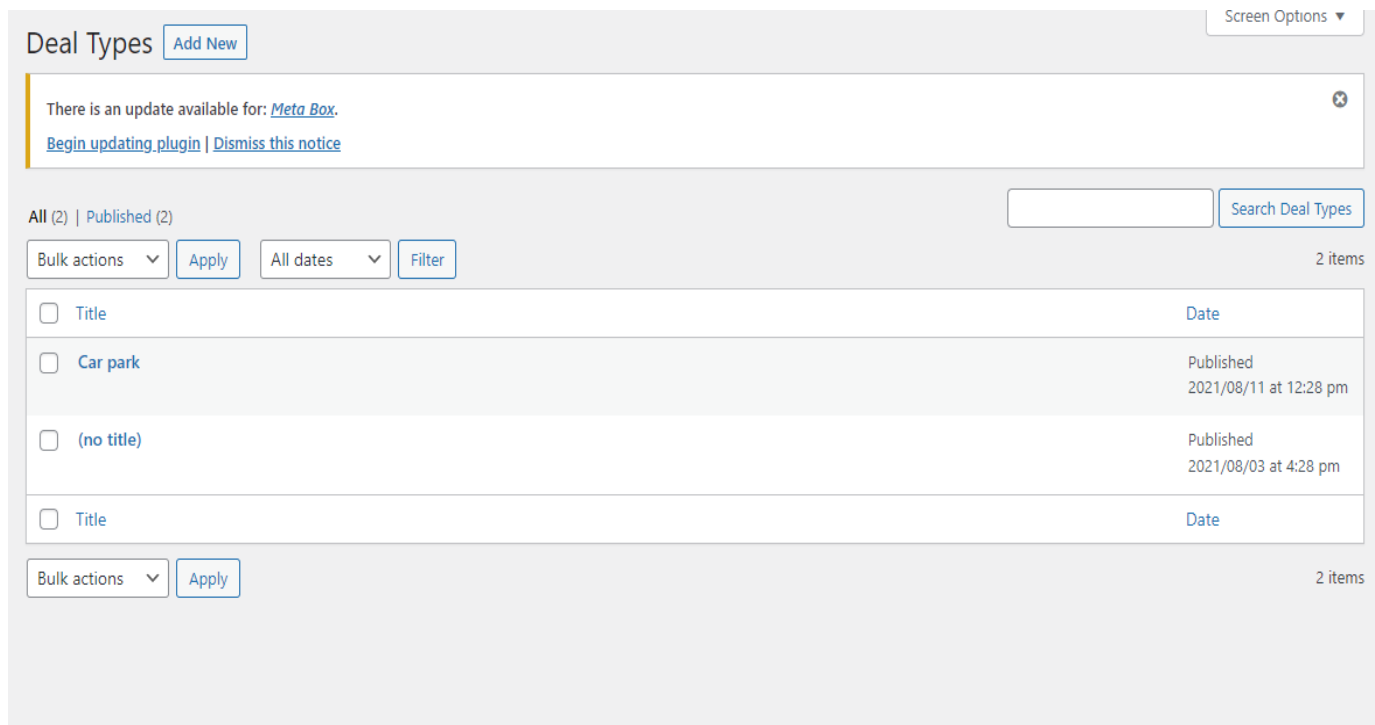 Screen Options ▼
Deal Types Add New
There is an update available for: Meta Box.
Begin updating plugin | Dismiss this notice
All (2) | Published (2) Search Deal Types
Bulk actions Apply All dates Filter 2 items
Title Date
Car park Published
2021/08/11 at 12:28 pm
(no title) Published
2021/08/03 at 4:28 pm
Title Date
Bulk actions Apply 2 items